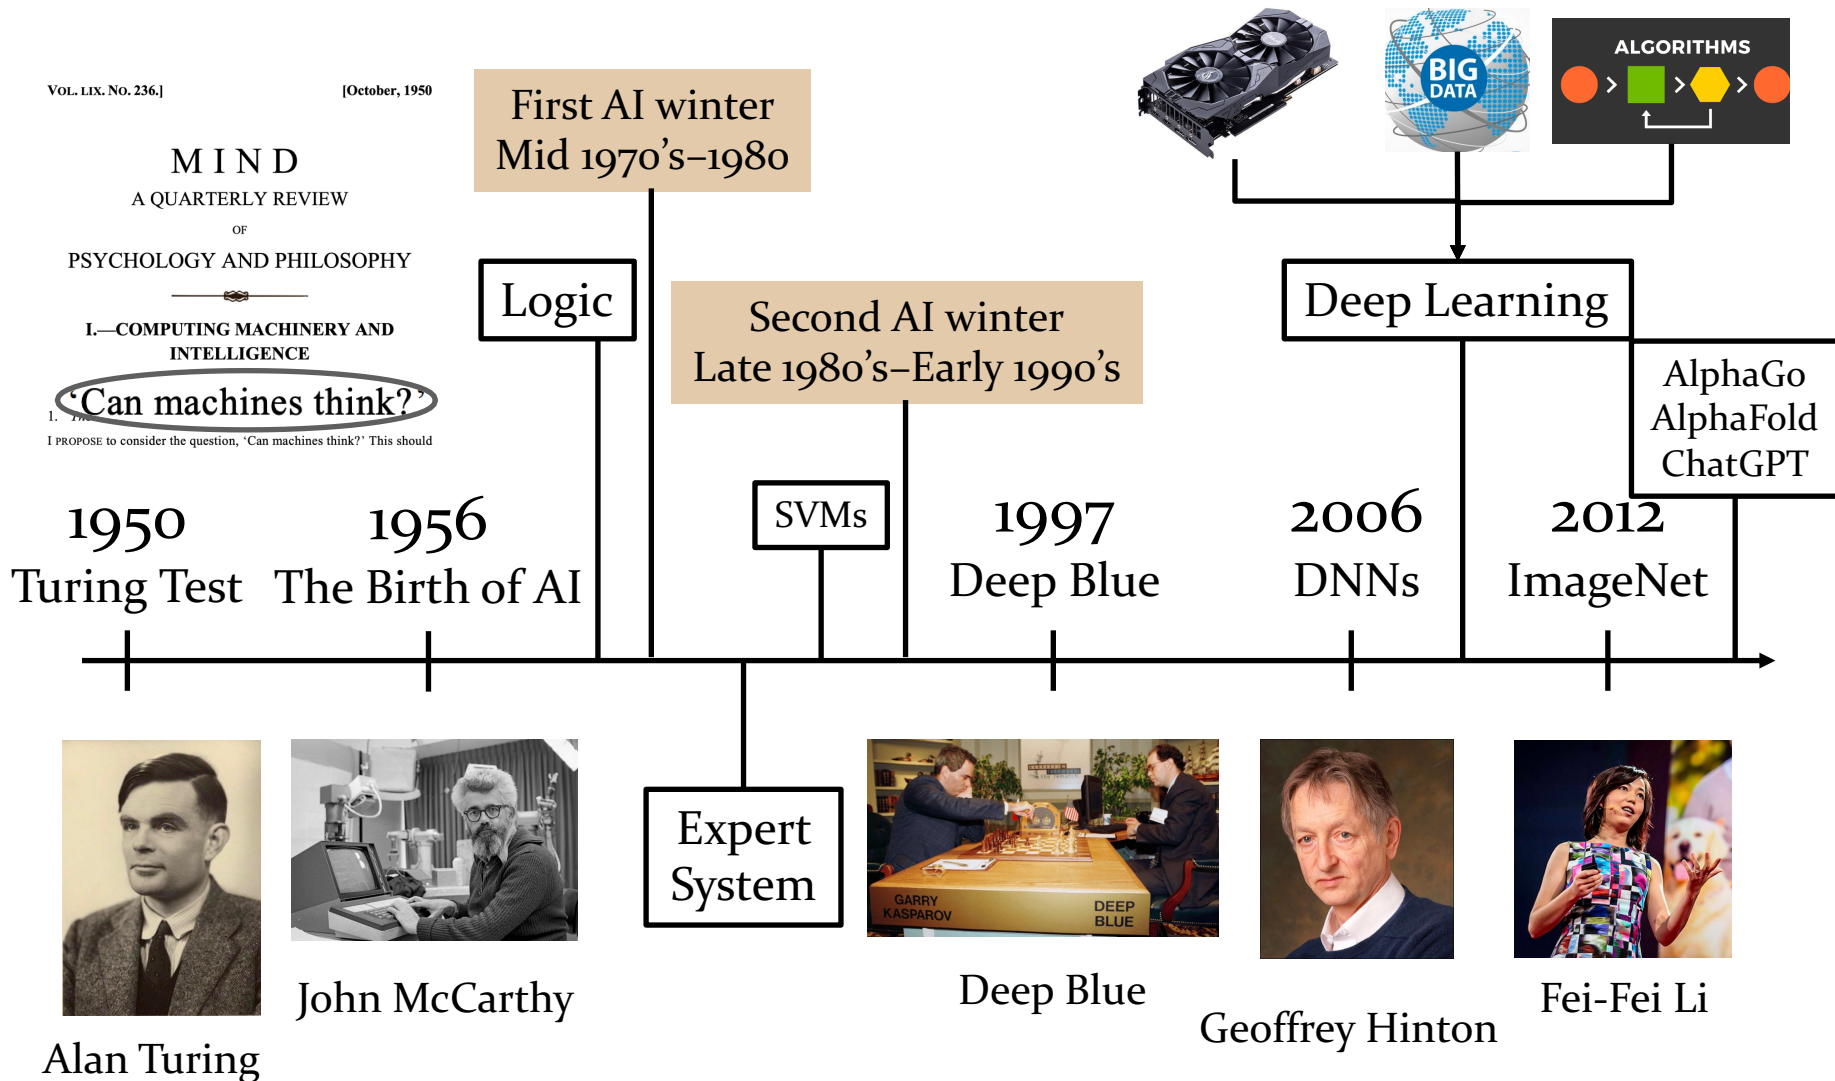 VOL. LIX. NO. 236.]
[October, 1950
MIND
A QUARTERLY REVIEW
OF
PSYCHOLOGY AND PHILOSOPHY
I.—COMPUTING MACHINERY AND
INTELLIGENCE
‘Can machines think?’
1.
I PROPOSE to consider the question, ‘Can machines think?’ This should
First AI winter
Mid 1970’s–1980
Logic
Second AI winter
Late 1980’s–Early 1990’s
BIG
DATA
ALGORITHMS
Deep Learning
AlphaGo
AlphaFold
ChatGPT
SVMs
1950
Turing Test
1956
The Birth of AI
1997
Deep Blue
2006
DNNs
2012
ImageNet
Expert
System
GARRY
KASPAROV
DEEP
BLUE
Alan Turing
John McCarthy
Deep Blue
Geoffrey Hinton
Fei-Fei Li